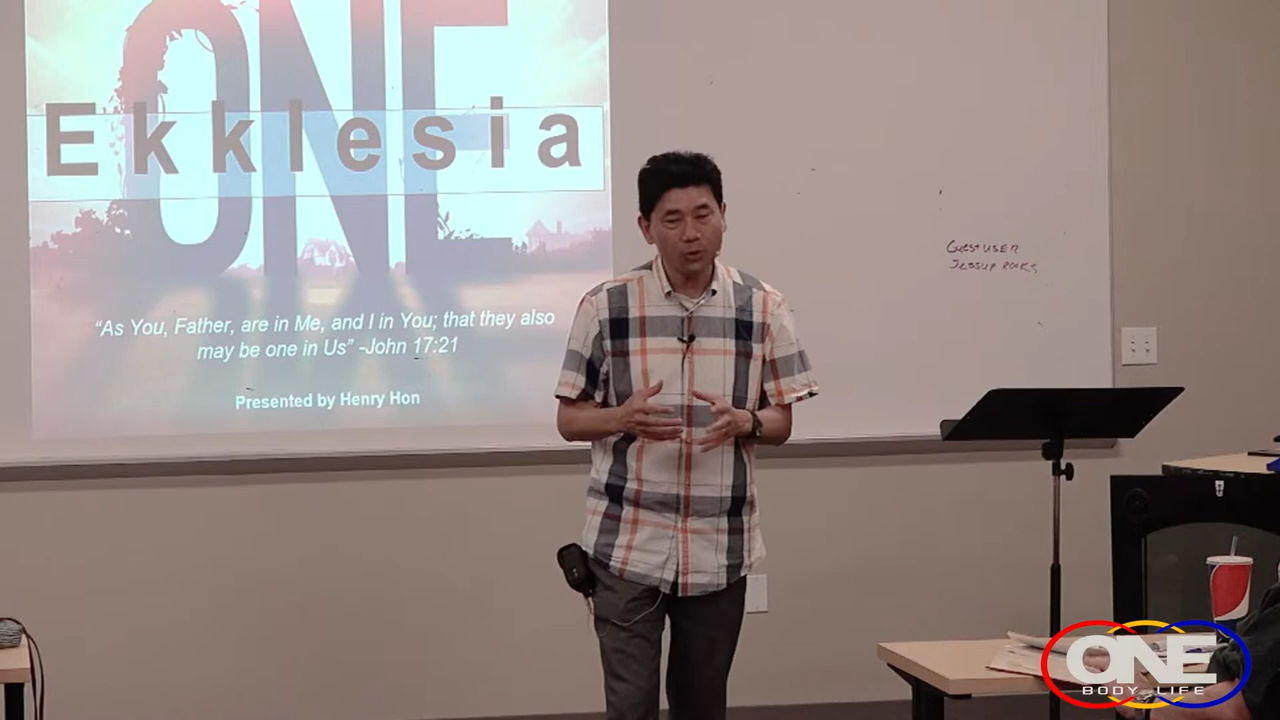 ONE
Ekklesia
"As You, Father, are in Me, and I in You; that they also
may be one in Us" -John 17:21
Presented by Henry Hon
Guest USER
Jessup
ONE
BODY LIFE